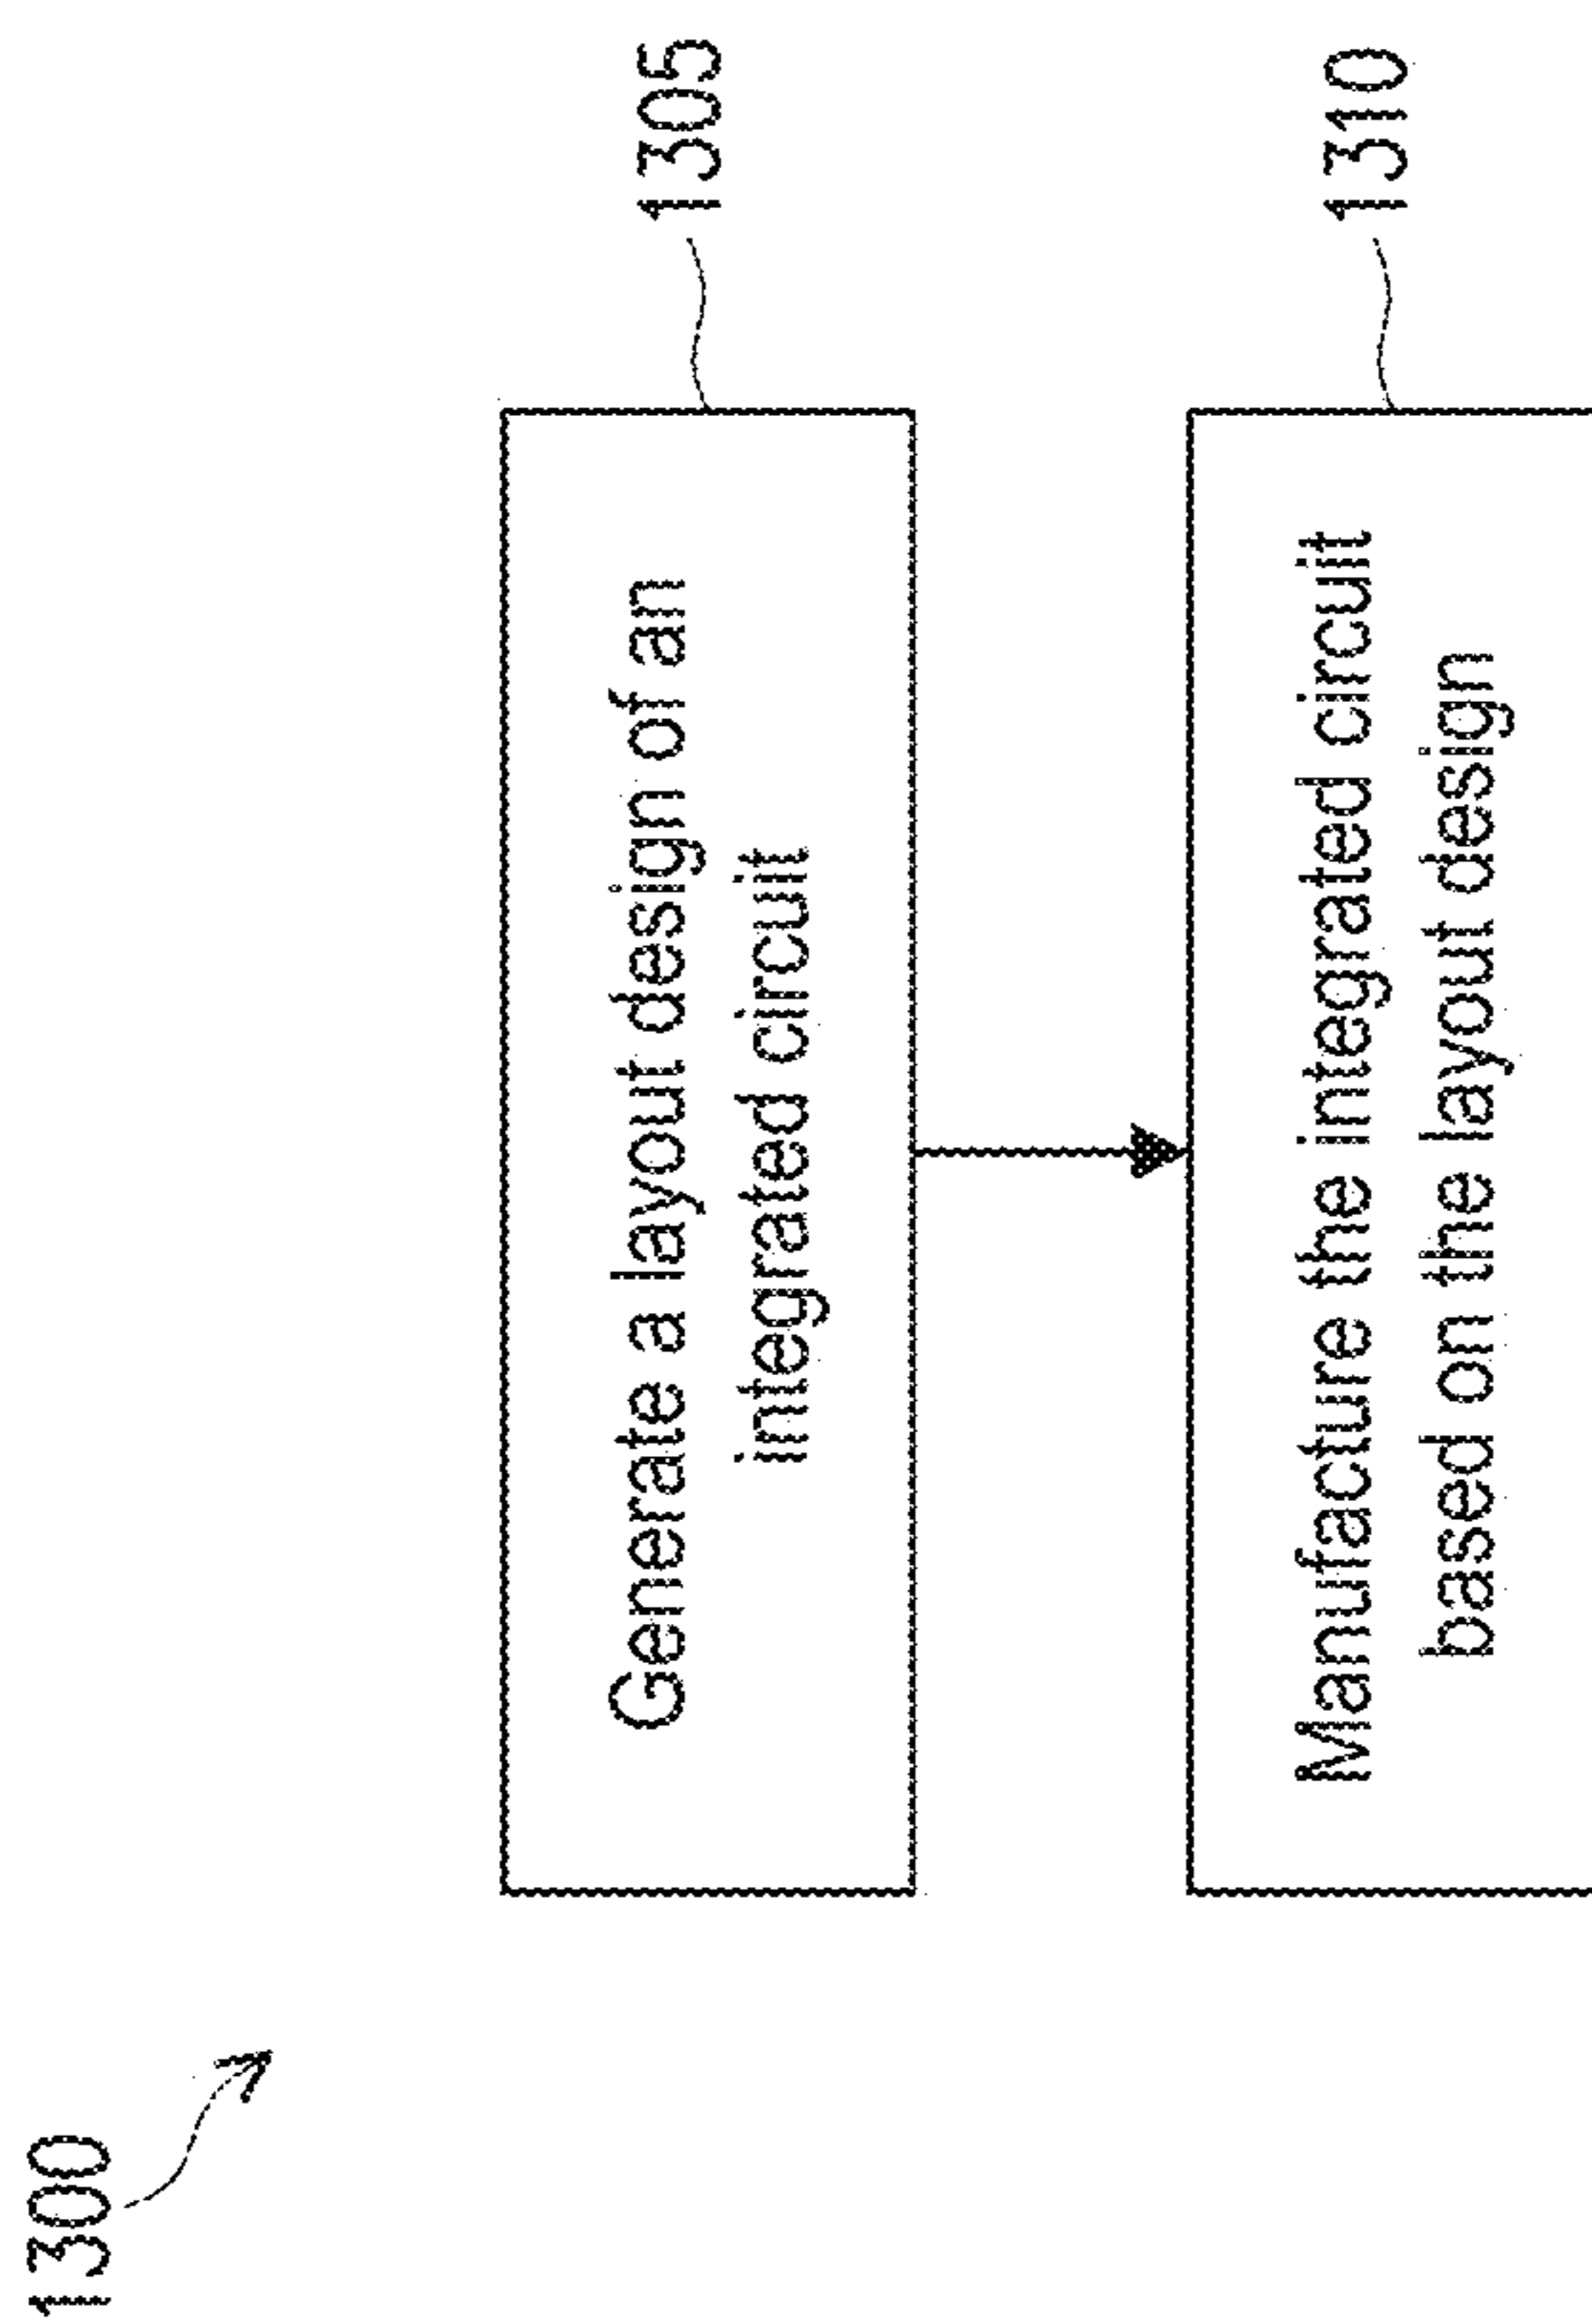 1300
Generate a layout design of an
integrated circuit
1305
Manufacture the integrated circuit
based on the layout design
1310